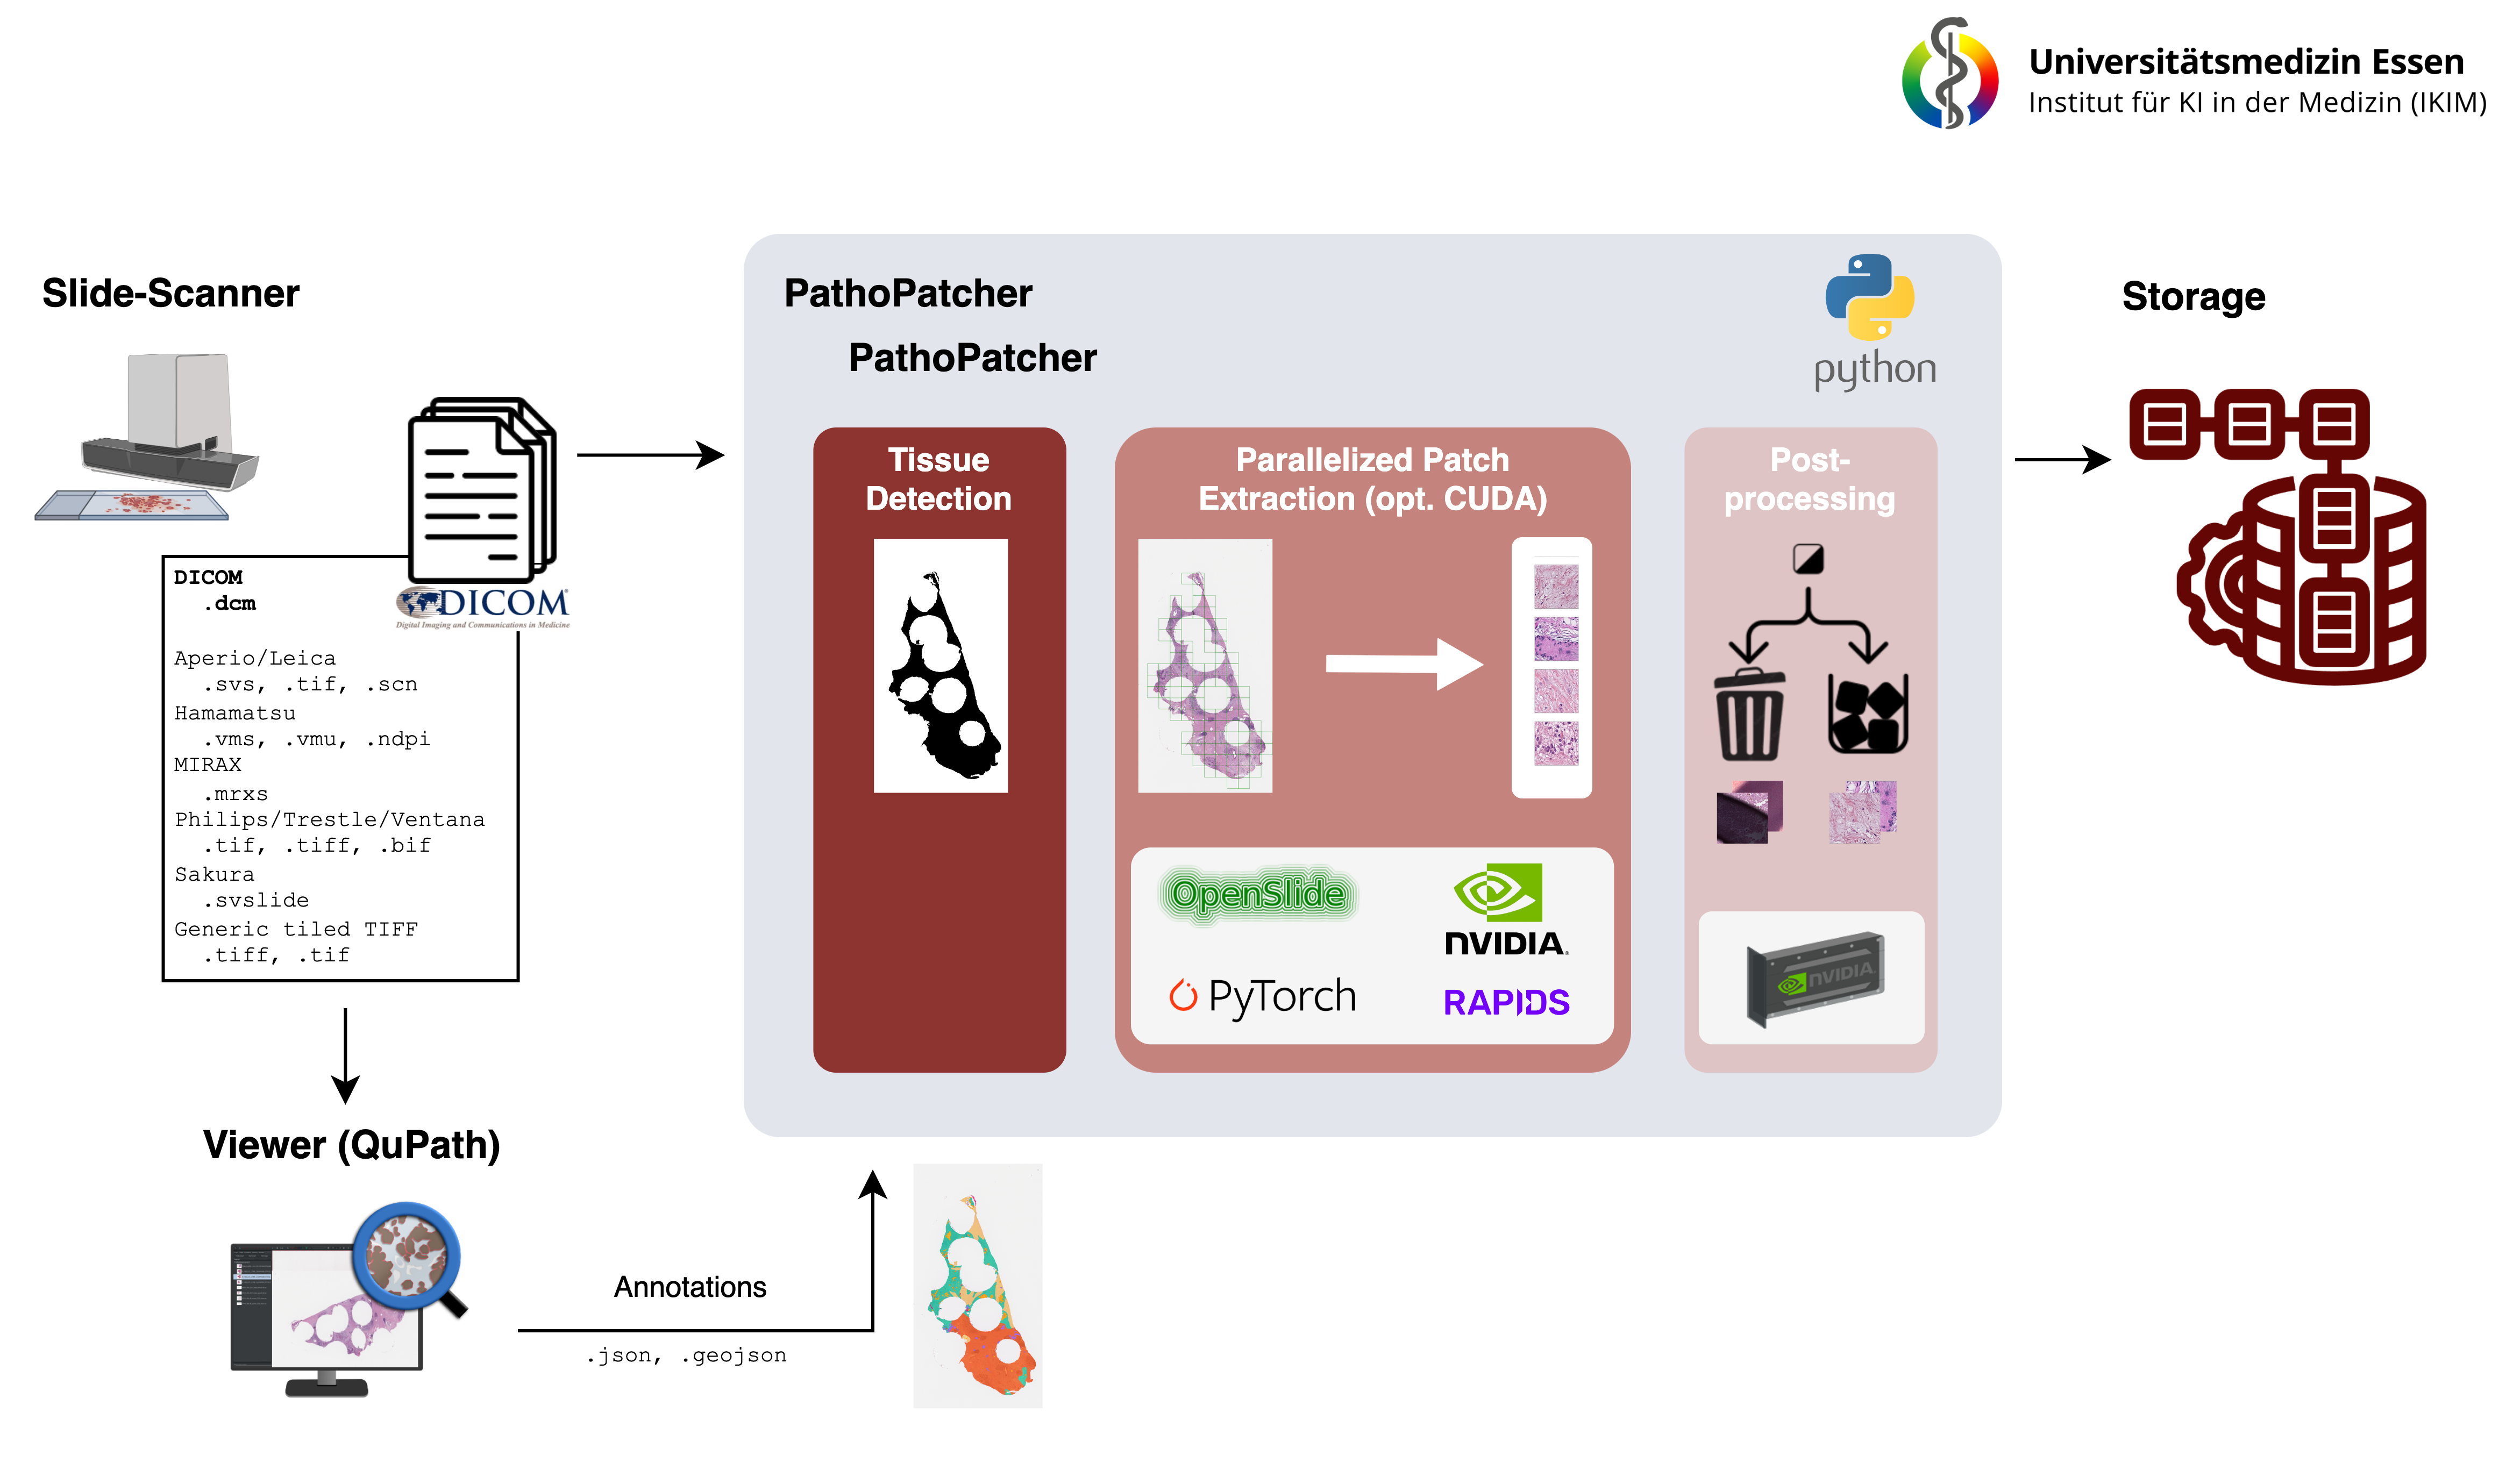 Universitätsmedizin Essen
Institut für KI in der Medizin (IKIM)
Slide-Scanner
DICOM
.dcm
Aperio/Leica
.svs, .tif, .scn
Hamamatsu
.vms, .vmu, .ndpi
MIRAX
.mrxs
Philips/Trestle/Ventana
.tif, .tiff, .bif
Sakura
.svslide
Generic tiled TIFF
.tiff, .tif
DICOM®
Digital Imaging and Communications in Medicine
PathoPatcher
PathoPatcher
python
Tissue
Detection
Parallelized Patch
Extraction (opt. CUDA)
OpenSlide
NVIDIA.
PyTorch
RAPIDS
Post-
processing
NVIDIA
Storage
Viewer (QuPath)
Annotations
.json, .geojson